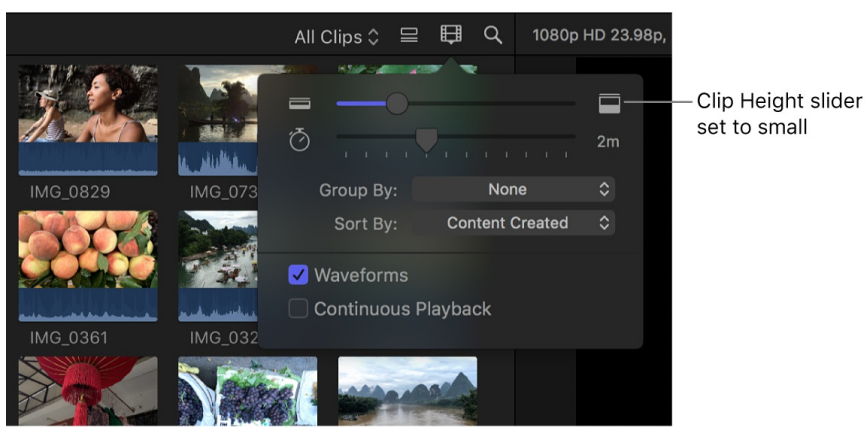 All Clips
1080p HD 23.98p,
Clip Height slider
set to small
2m
Group By: None
Sort By: Content Created
Waveforms
Continuous Playback
IMG_0829
IMG_073
IMG_0361
IMG_032